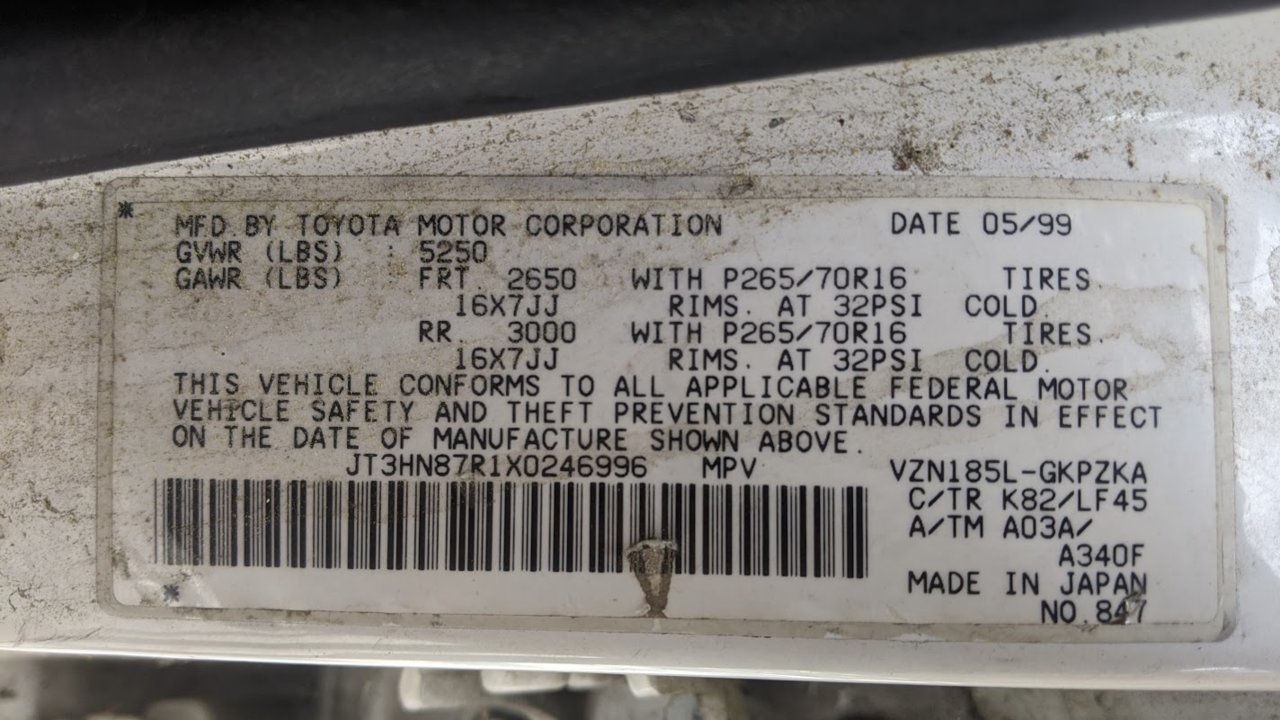 MFD. BY TOYOTA MOTOR CORPORATION DATE 05/99
GVWR (LBS) : 5250
GAWR (LBS) : FRT. 2650 WITH P265/70R16 TIRES,
16X7JJ RIMS. AT 32PSI COLD.
RR. 3000 WITH P265/70R16 TIRES,
16X7JJ RIMS. AT 32PSI COLD.
THIS VEHICLE CONFORMS TO ALL APPLICABLE FEDERAL MOTOR
VEHICLE SAFETY AND THEFT PREVENTION STANDARDS IN EFFECT
ON THE DATE OF MANUFACTURE SHOWN ABOVE.
JT3HN87R1X0246996 MPV VZN185L-GKPZKA
C/TR K82/LF45
A/TM A03A/
A340F
MADE IN JAPAN
NO.847